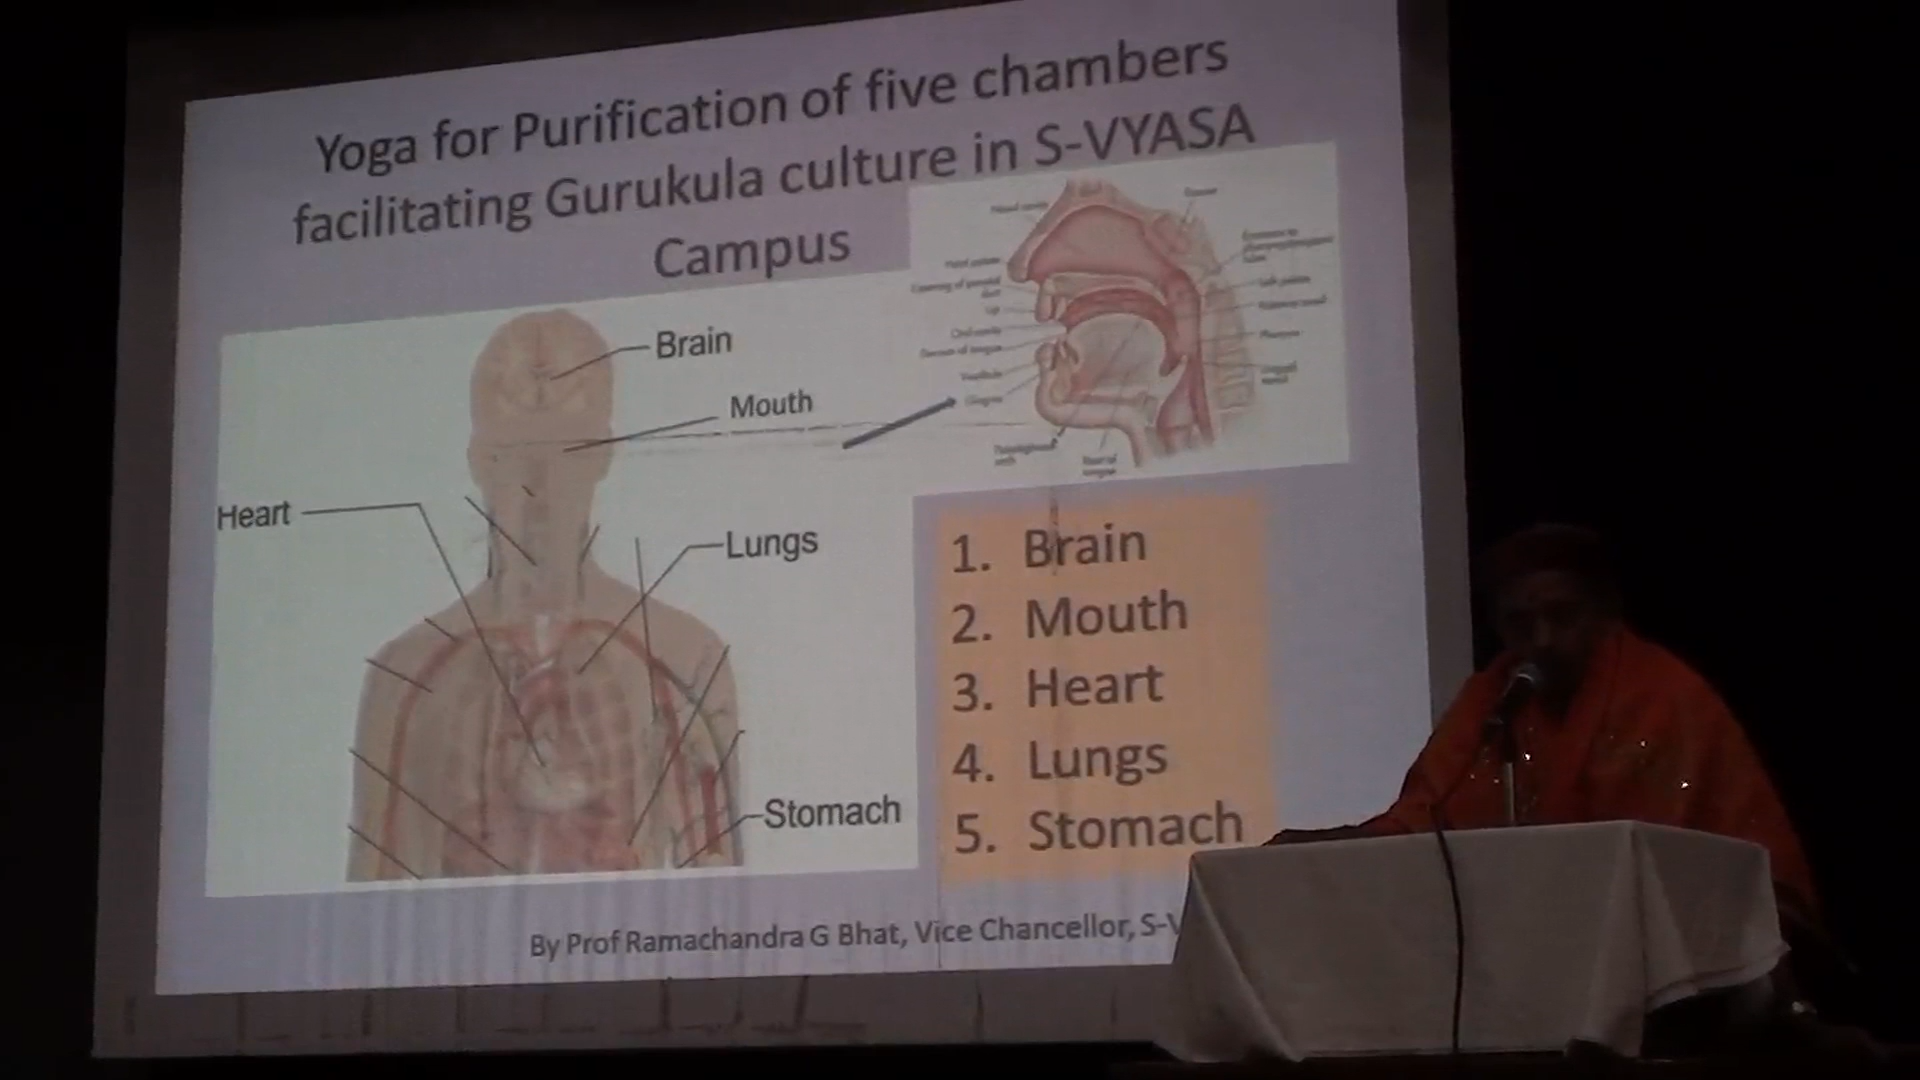 Yoga for Purification of five chambers
facilitating Gurukula culture in S-VYASA
Campus
Brain
Mouth
Heart
Lungs
Stomach
1. Brain
2. Mouth
3. Heart
4. Lungs
5. Stomach
By Prof Ramachandra G Bhat, Vice Chancellor, S-V